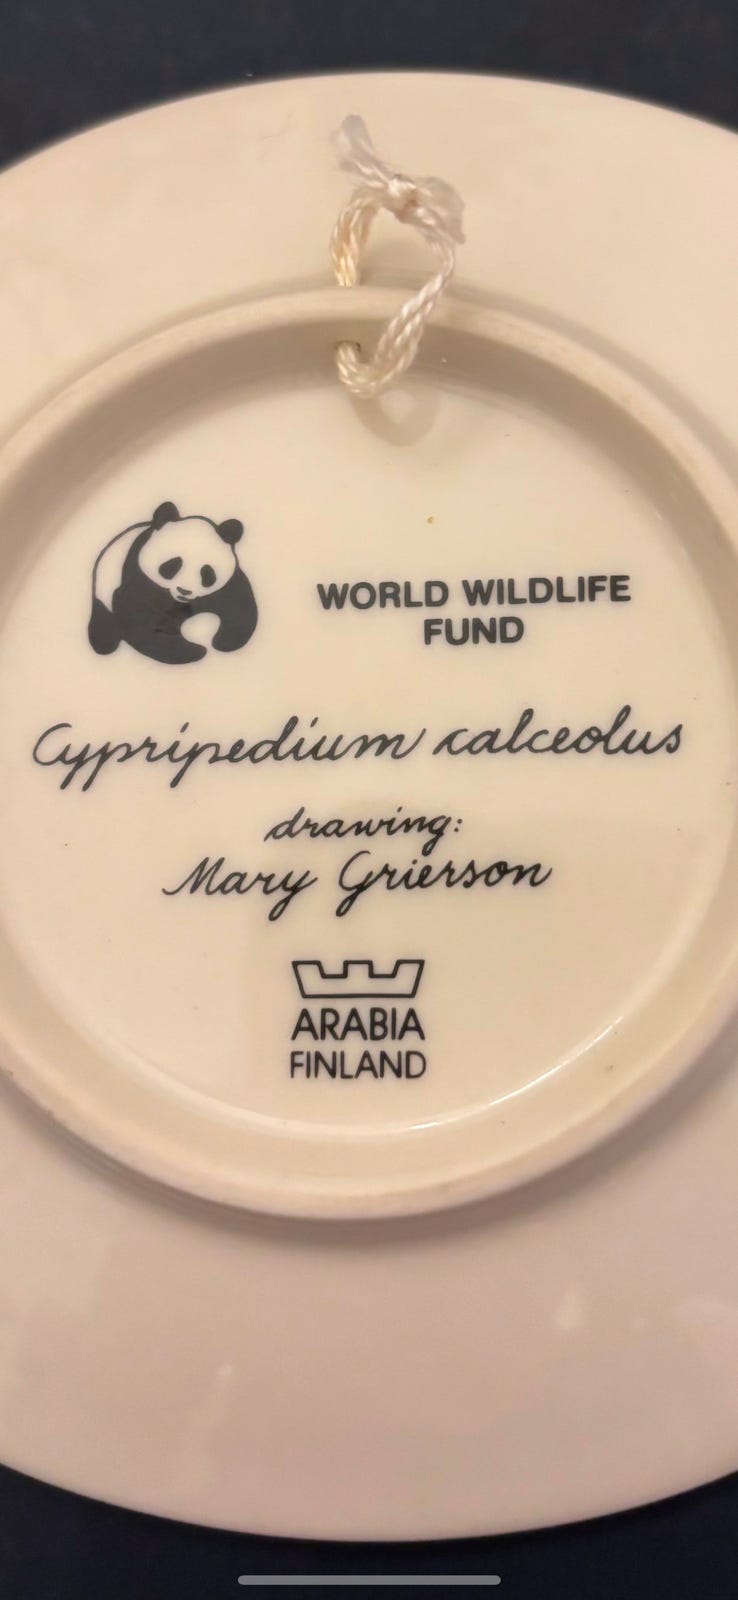 WORLD WILDLIFE
FUND
Cypripedium calceolus
drawing:
Mary Grierson
ARABIA
FINLAND